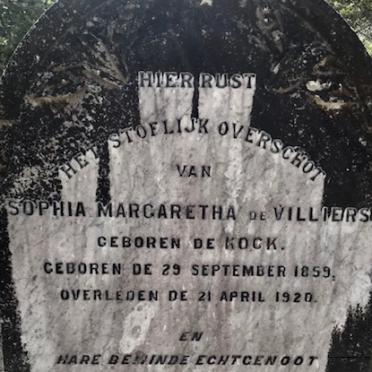 HIER RUST
HET STOFLIJK OVERSCHOT
VAN
SOPHIA MARGARETHA DE VILLIERS
GEBOREN DE KOCK.
GEBOREN DE 29 SEPTEMBER 1859,
OVERLEDEN DE 21 APRIL 1920.
EN
HARE BEMINDE ECHTGENOOT